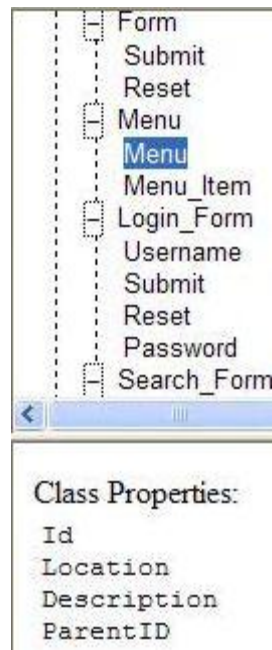 Form
Submit
Reset
Menu
Menu
Menu_Item
Login_Form
Username
Submit
Reset
Password
Search_Form
Class Properties:
Id
Location
Description
ParentID